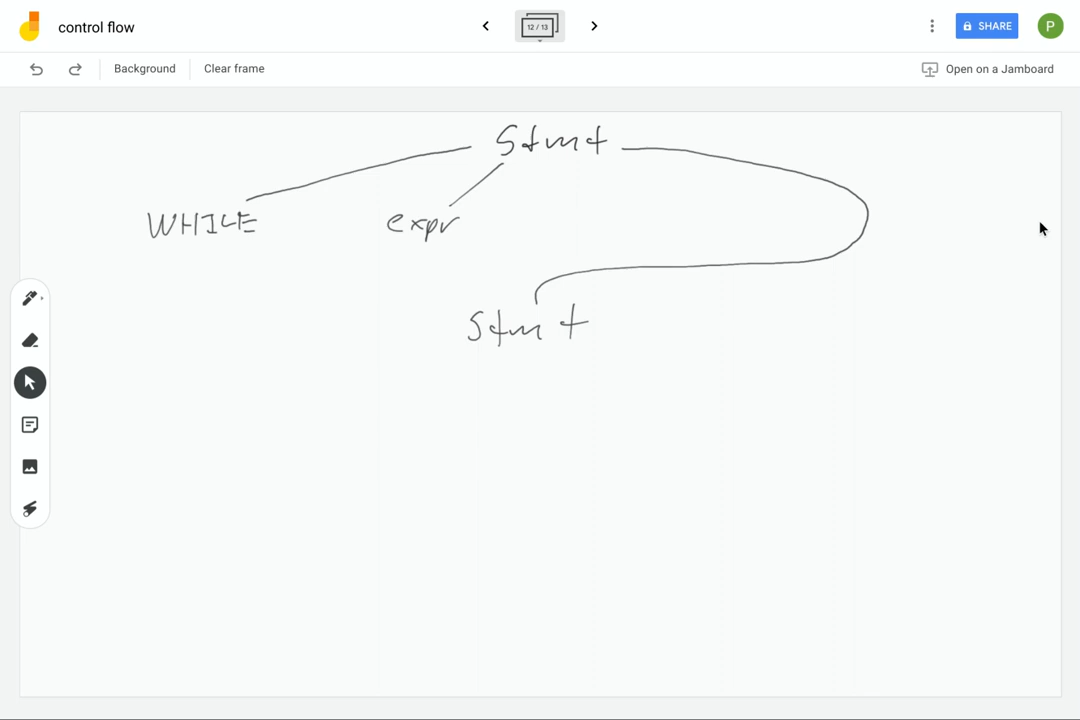 control flow
12 / 13
SHARE
P
Background
Clear frame
Open on a Jamboard
Stmt
WHILE expr
Stmt